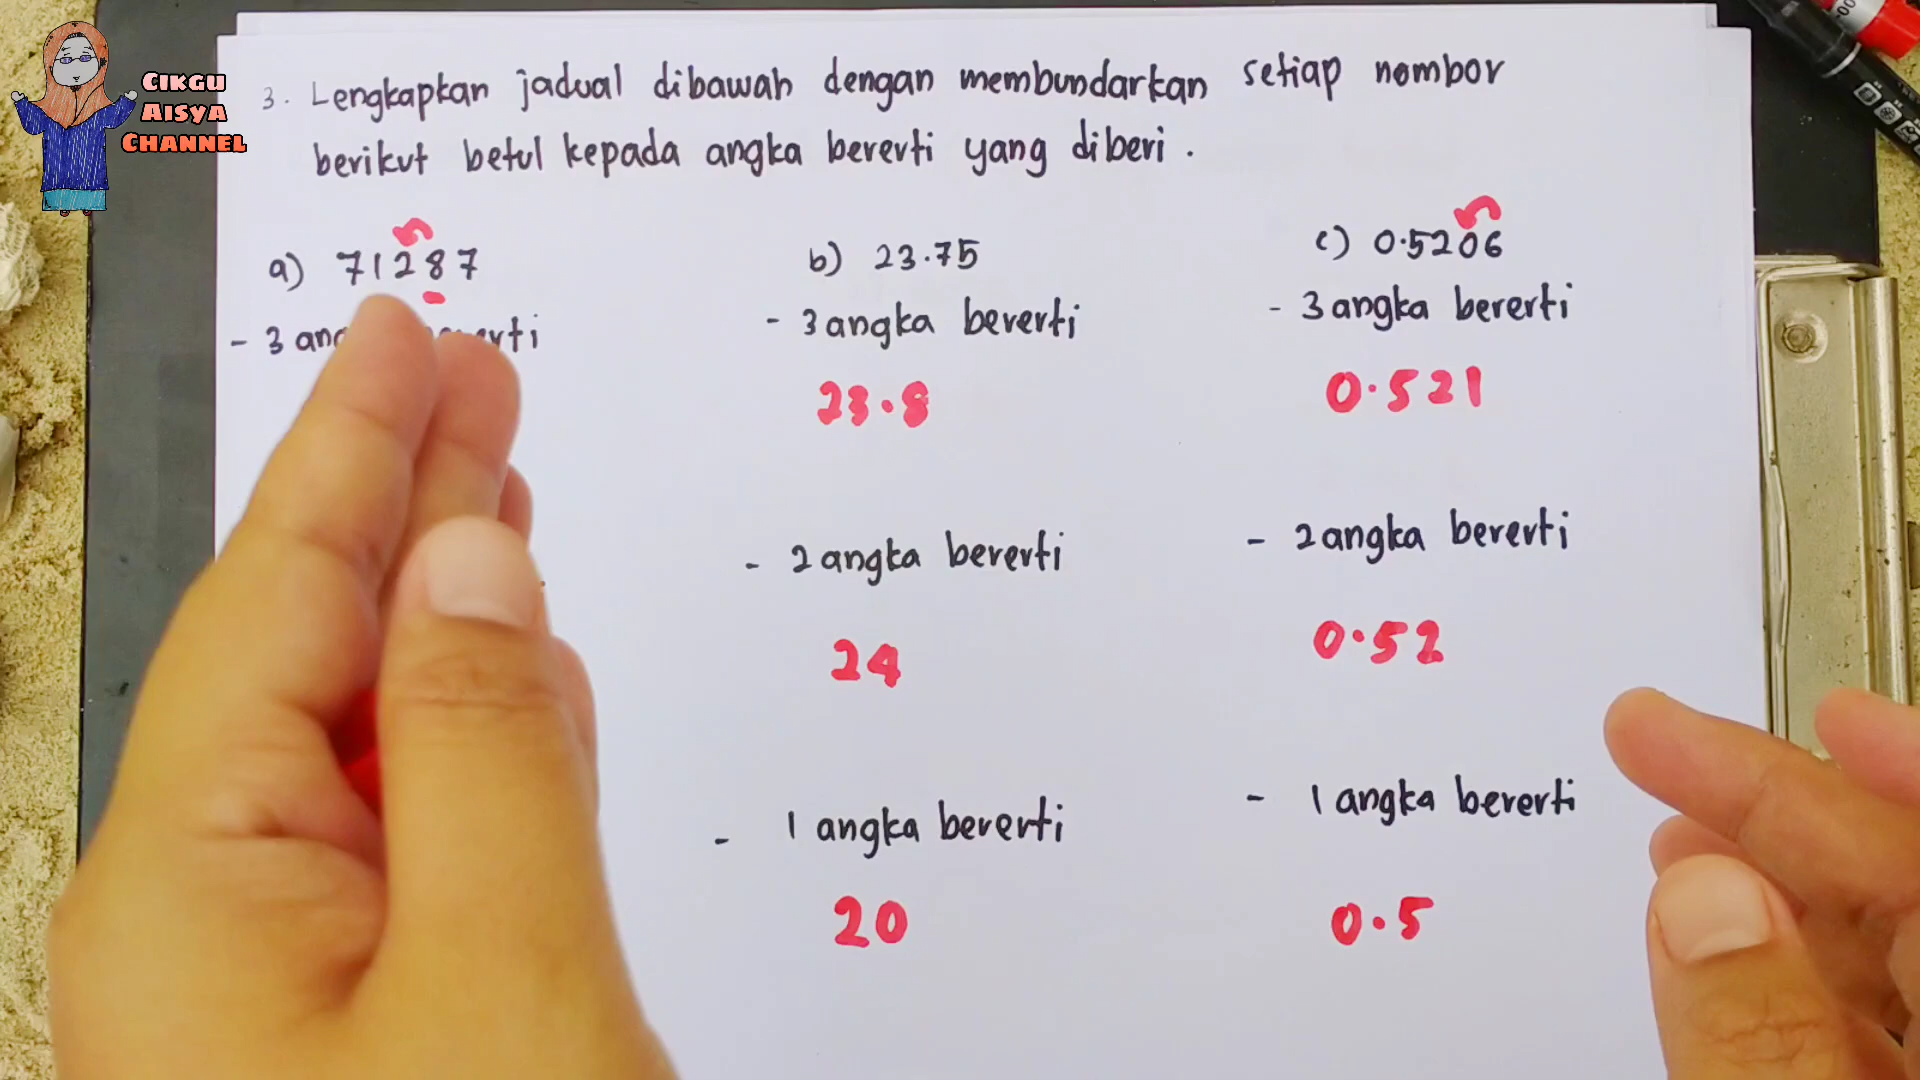 CIKGU
AISYA
CHANNEL
3. Lengkapkan jadual dibawah dengan membundarkan setiap nombor
berikut betul kepada angka bererti yang diberi.
a) 71287
- 3
b) 23.75
- 3 angka bererti
23.8
- 2 angka bererti
24
- 1 angka bererti
20
c) 0.5206
- 3 angka bererti
0.521
- 2 angka bererti
0.52
- 1 angka bererti
0.5